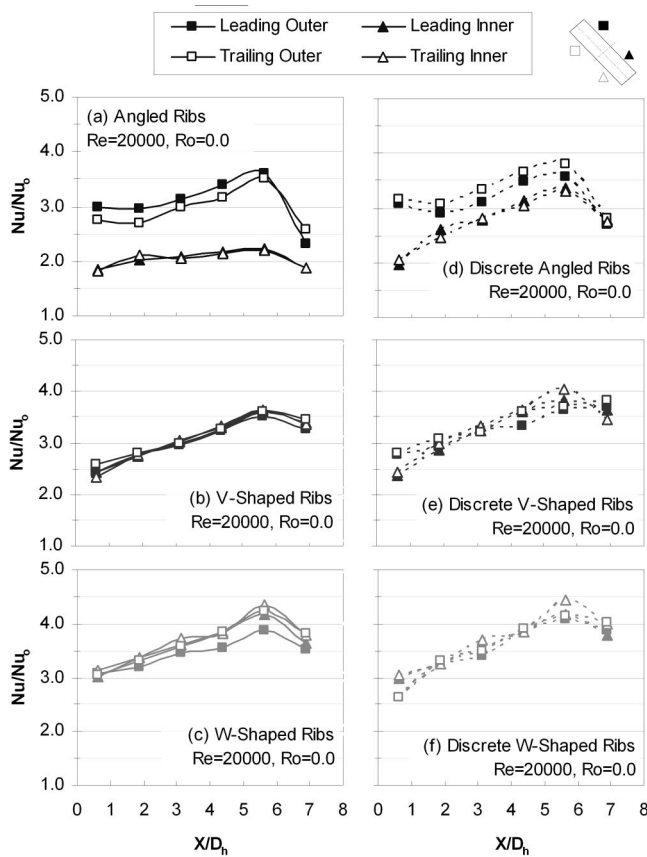 Leading Outer
Leading Inner
Trailing Outer
Trailing Inner
5.0
4.0
3.0
2.0
1.0
Nu/Nuo
(a) Angled Ribs
Re=20000, Ro=0.0
(d) Discrete Angled Ribs
Re=20000, Ro=0.0
5.0
4.0
3.0
2.0
1.0
Nu/Nuo
(b) V-Shaped Ribs
Re=20000, Ro=0.0
(e) Discrete V-Shaped Ribs
Re=20000, Ro=0.0
5.0
4.0
3.0
2.0
1.0
Nu/Nuo
(c) W-Shaped Ribs
Re=20000, Ro=0.0
(f) Discrete W-Shaped Ribs
Re=20000, Ro=0.0
0 1 2 3 4 5 6 7 8
0 1 2 3 4 5 6 7 8
X/Dh
X/Dh